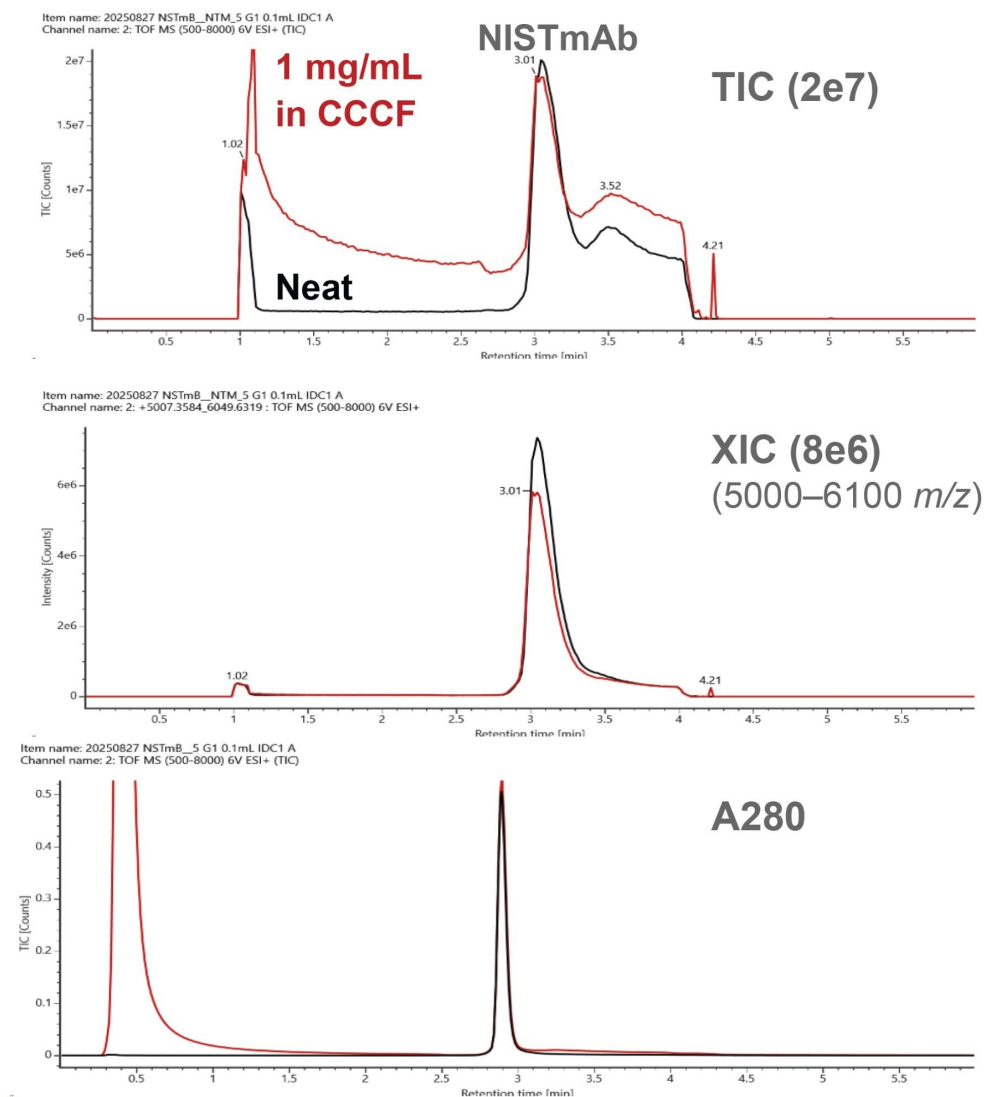 Item name: 20250827 NSTmB__NTM_5 G1 0.1mL IDC1 A
Channel name: 2: TOF MS (500-8000) 6V ESI+ (TIC)
NISTmAb
1 mg/mL
in CCCF
TIC (2e7)
Neat
1.02
3.01
3.52
4.21
TIC [Counts]
2e7
1.5e7
1e7
5e6
0
0.5 1 1.5 2 2.5 3 3.5 4 4.5 5 5.5
Retention time [min]
Item name: 20250827 NSTmB__NTM_5 G1 0.1mL IDC1 A
Channel name: 2: +5007.3584_6049.6319 : TOF MS (500-8000) 6V ESI+
XIC (8e6)
(5000–6100 m/z)
1.02
3.01
4.21
Intensity [Counts]
6e6
4e6
2e6
0
0.5 1 1.5 2 2.5 3 3.5 4 4.5 5 5.5
Retention time [min]
Item name: 20250827 NSTmB__5 G1 0.1mL IDC1 A
Channel name: 2: TOF MS (500-8000) 6V ESI+ (TIC)
A280
TIC [Counts]
0.5
0.4
0.3
0.2
0.1
0
0.5 1 1.5 2 2.5 3 3.5 4 4.5 5 5.5
Retention time [min]